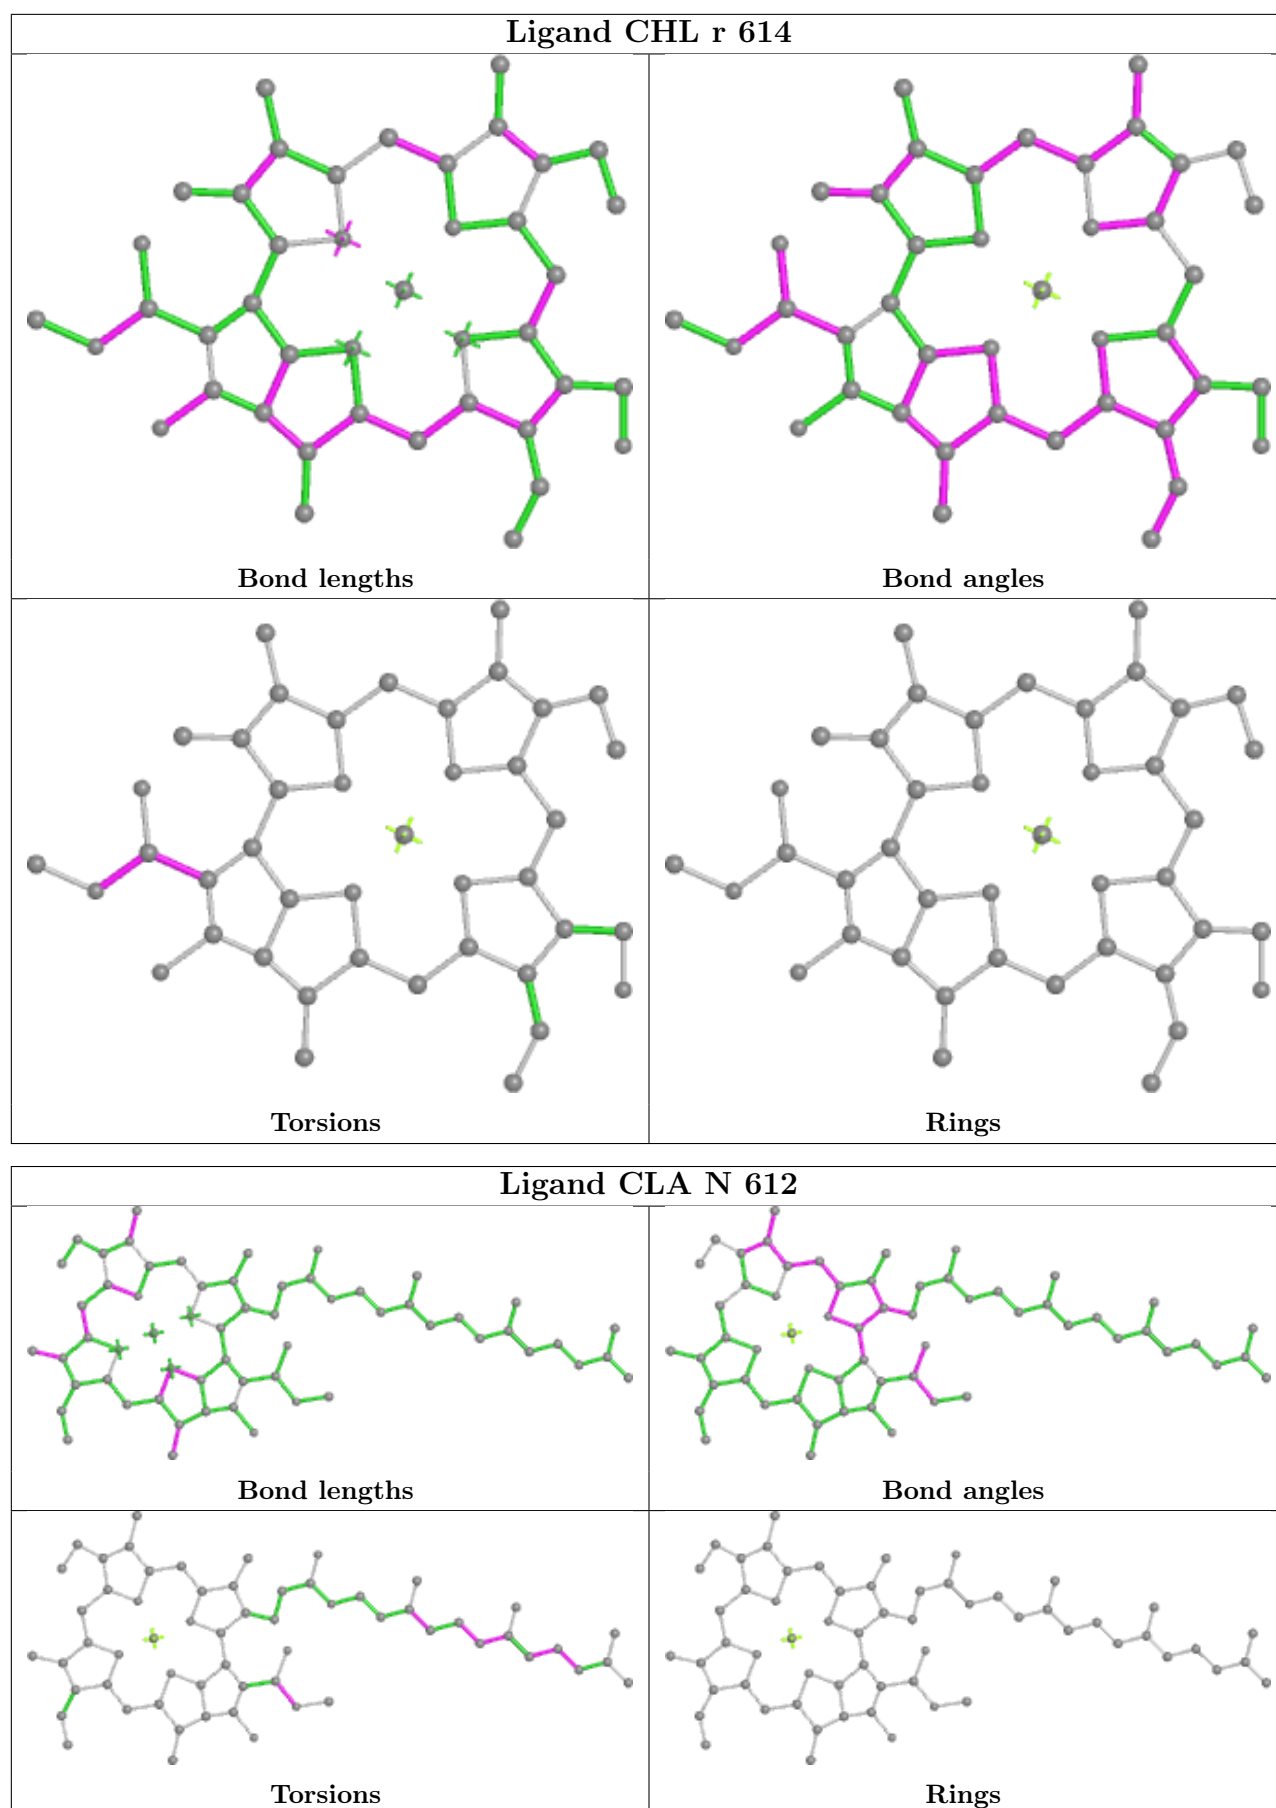 Ligand CHL r 614
Bond lengths
Bond angles
Torsions
Rings
Ligand CLA N 612
Bond lengths
Bond angles
Torsions
Rings